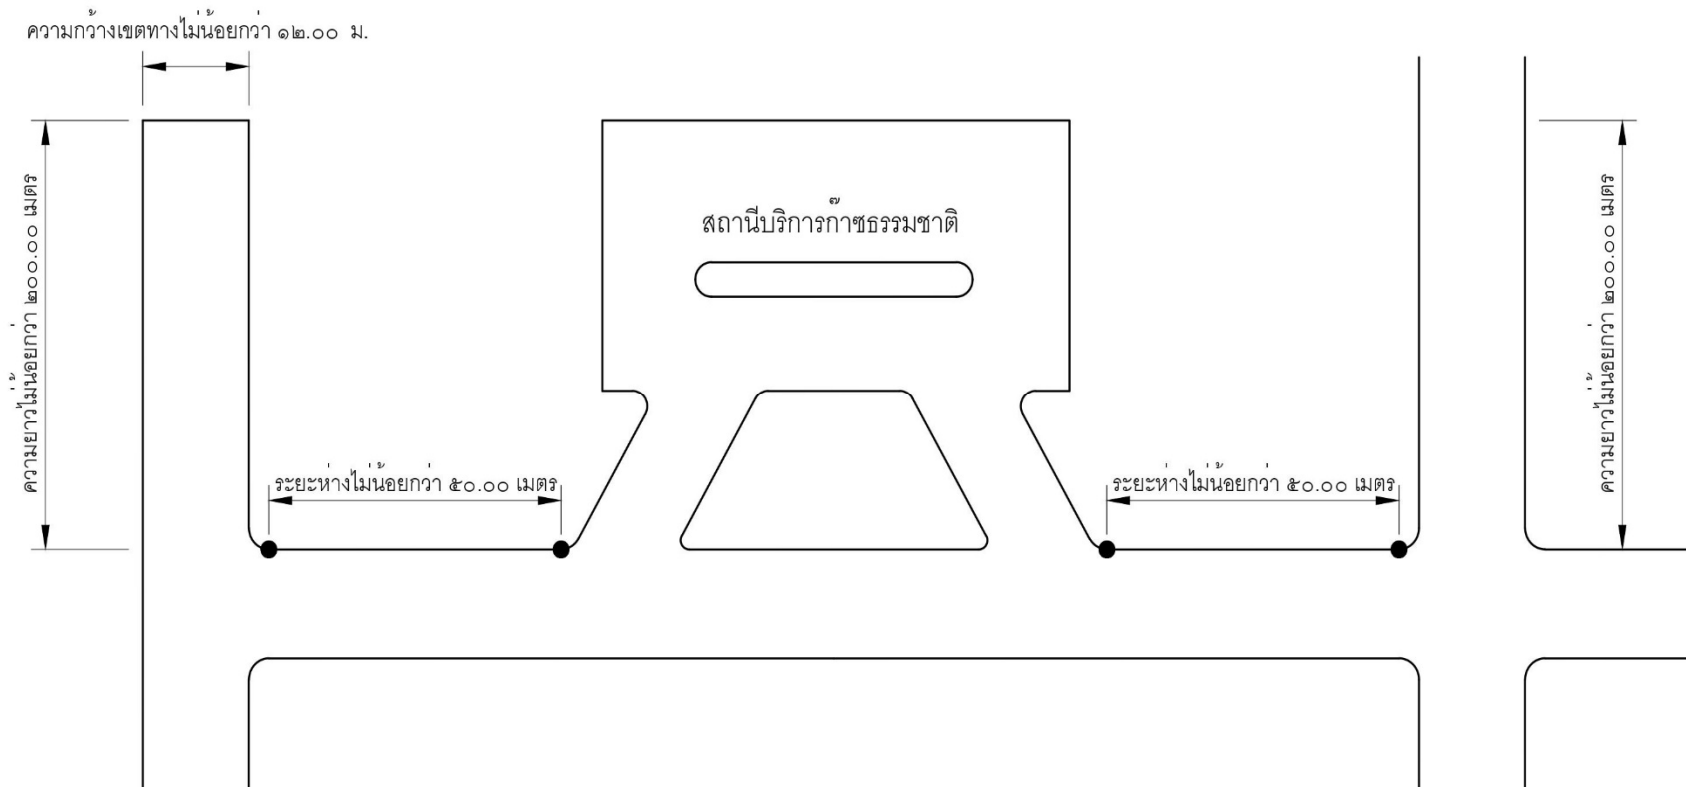 ความกว้างเขตทางไม่น้อยกว่า ๑๒.๐๐ ม.
ความยาวไม่น้อยกว่า ๒๐๐.๐๐ เมตร
สถานีบริการก๊าซธรรมชาติ
ความยาวไม่น้อยกว่า ๒๐๐.๐๐ เมตร
ระยะห่างไม่น้อยกว่า ๕๐.๐๐ เมตร
ระยะห่างไม่น้อยกว่า ๕๐.๐๐ เมตร